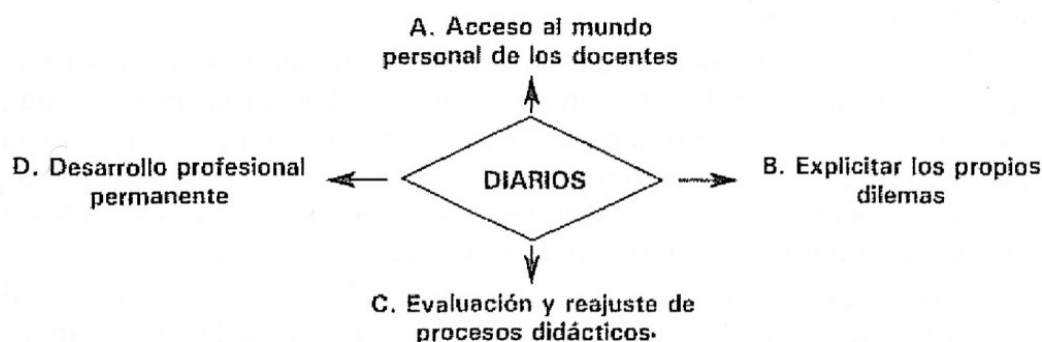 A. Acceso al mundo
personal de los docentes
D. Desarrollo profesional
permanente
DIARIOS
B. Explicitar los propios
dilemas
C. Evaluación y reajuste de
procesos didácticos.